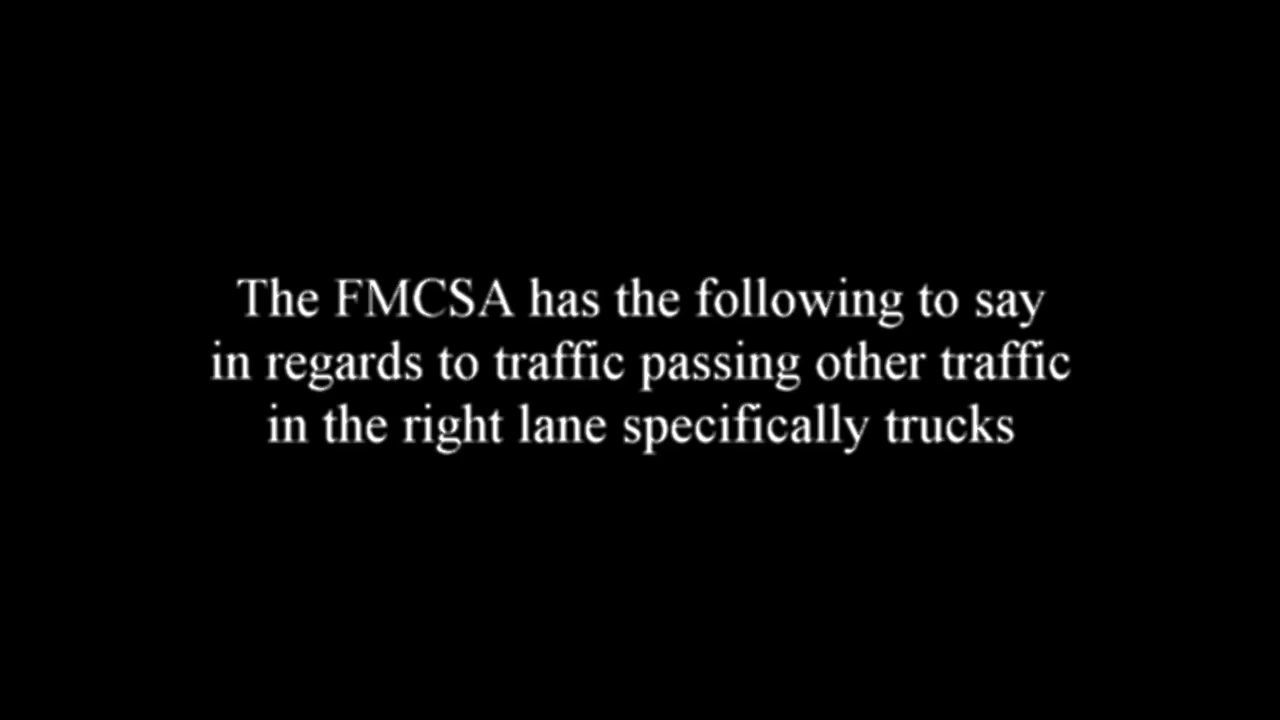 The FMCSA has the following to say
in regards to traffic passing other traffic
in the right lane specifically trucks